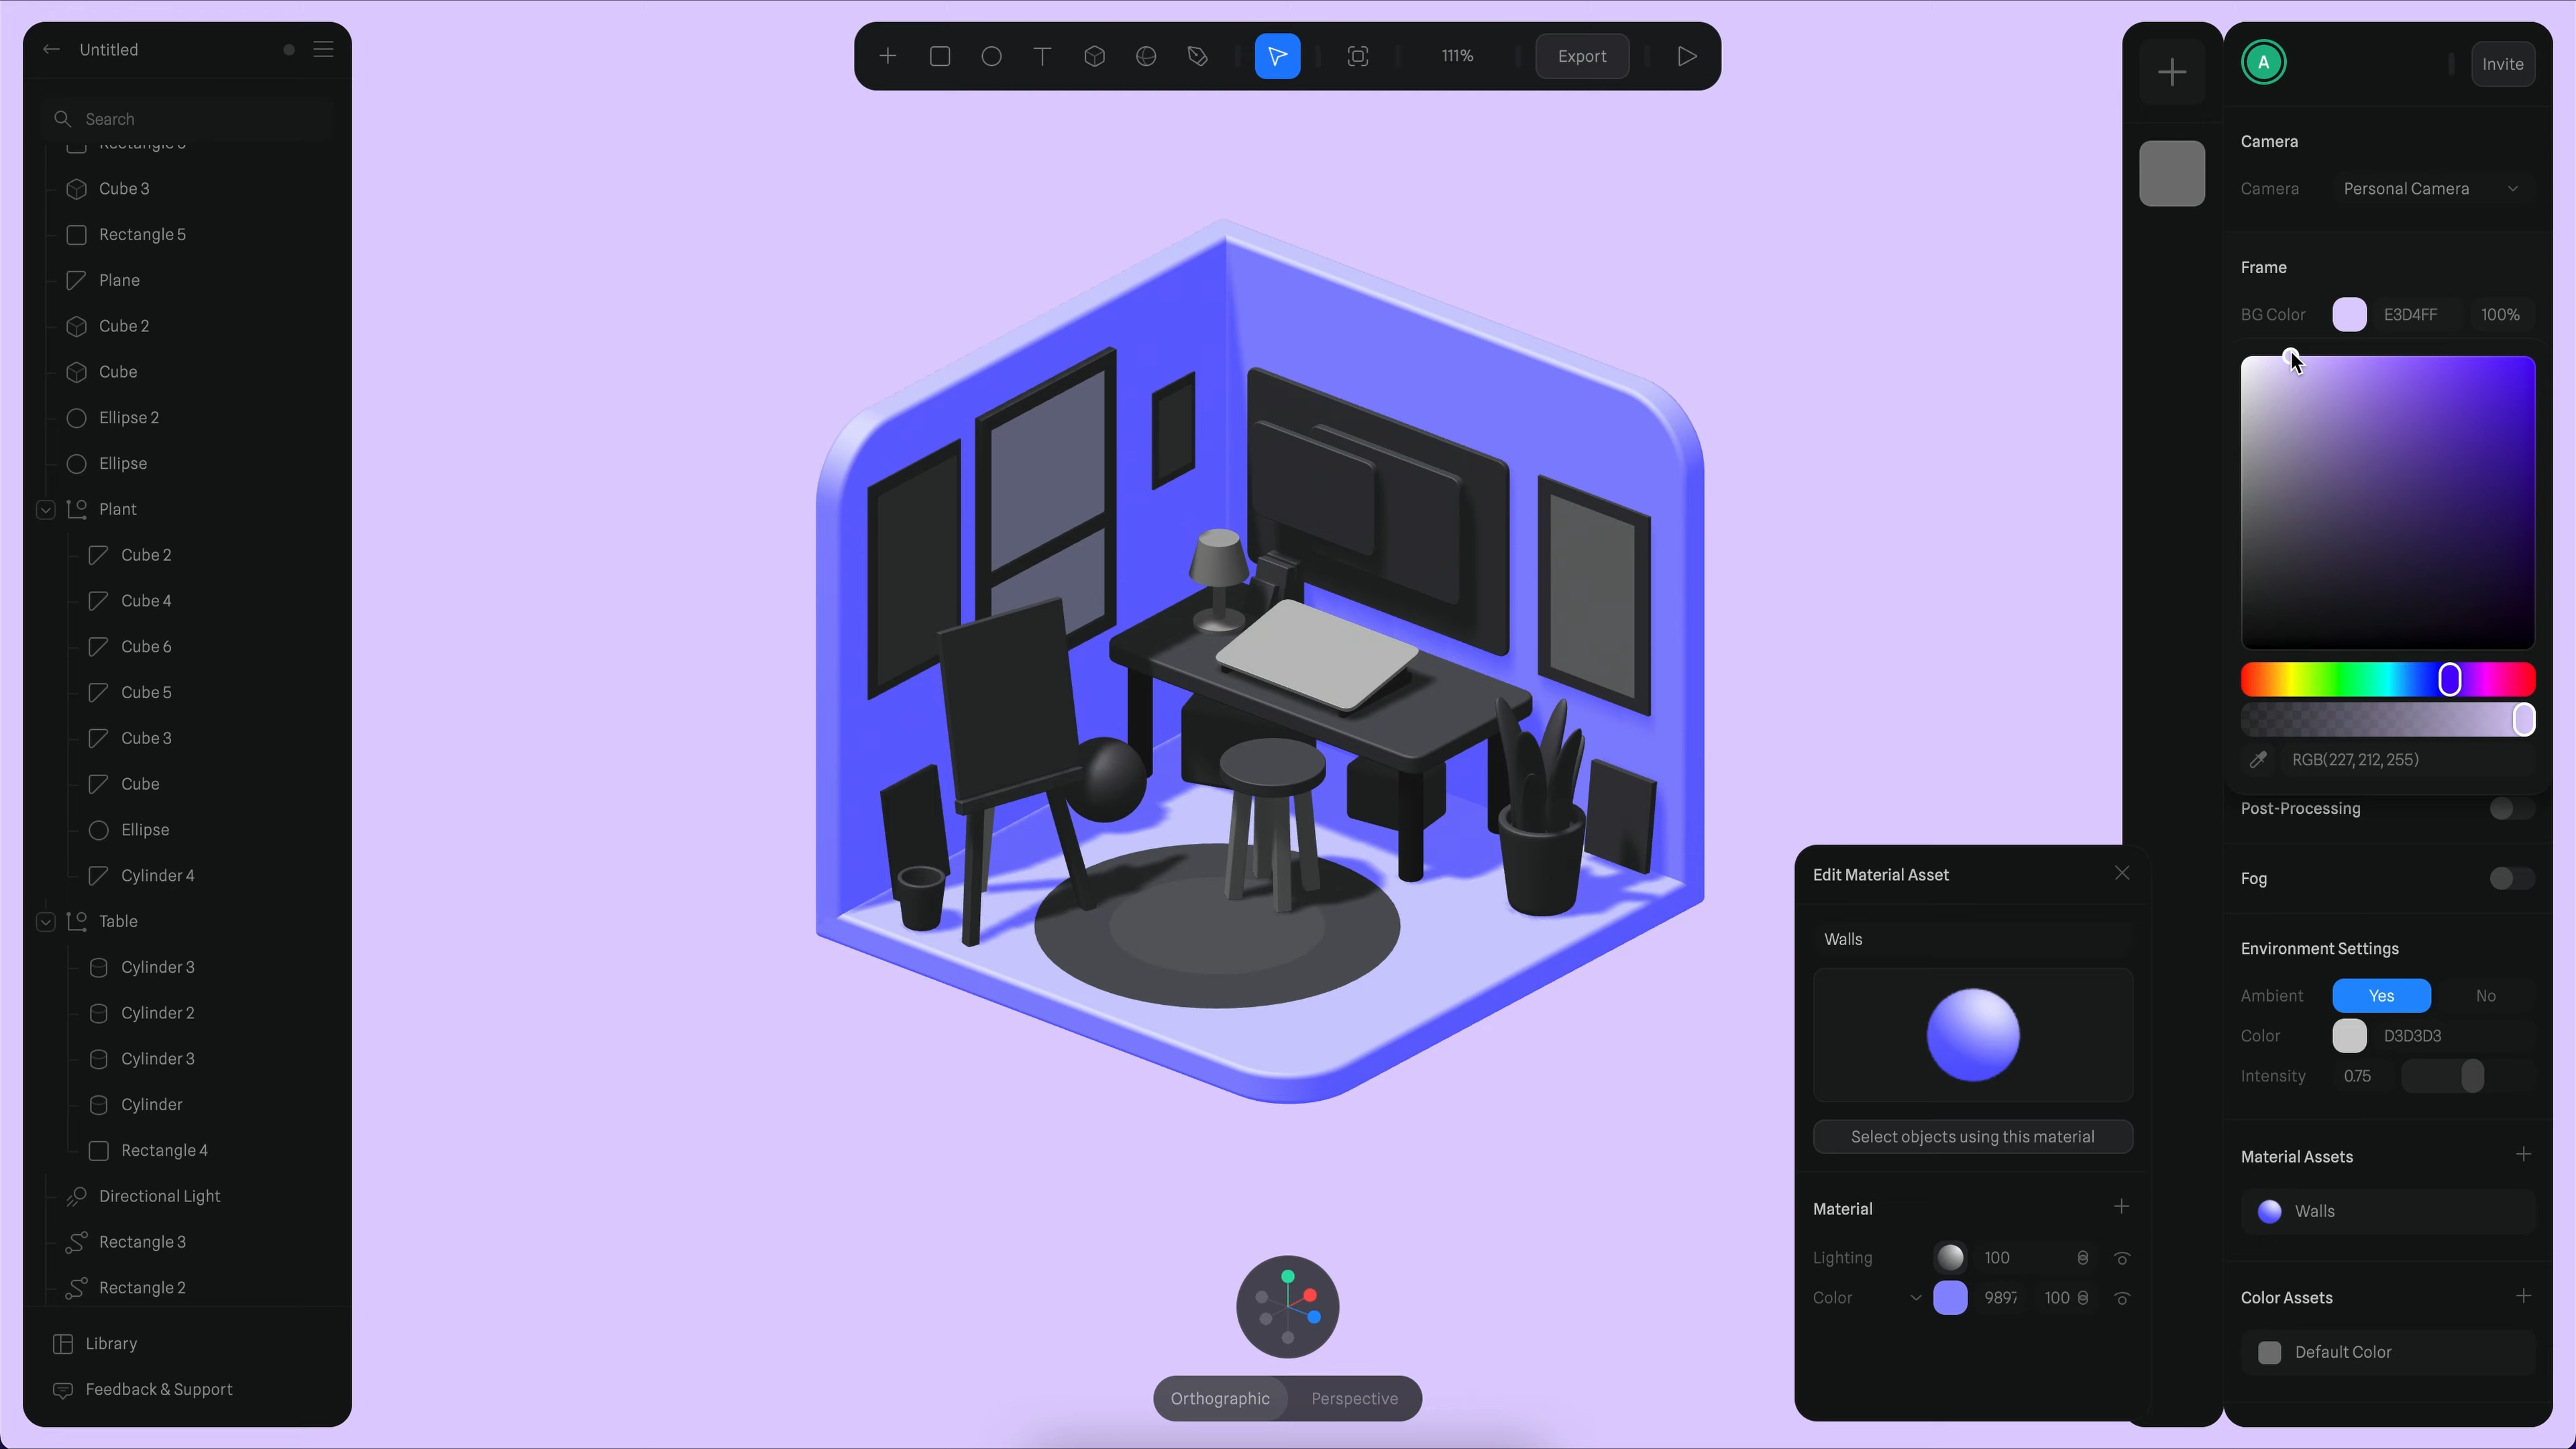 Untitled
Search
Rectangle 6
Cube 3
Rectangle 5
Plane
Cube 2
Cube
Ellipse 2
Ellipse
Plant
Cube 2
Cube 4
Cube 6
Cube 5
Cube 3
Cube
Ellipse
Cylinder 4
Table
Cylinder 3
Cylinder 2
Cylinder 3
Cylinder
Rectangle 4
Directional Light
Rectangle 3
Rectangle 2
Library
Feedback & Support
111%
Export
Orthographic
Perspective
Edit Material Asset
Walls
Select objects using this material
Material
Lighting 100
Color 9897 100
A
Invite
Camera
Camera Personal Camera
Frame
BG Color E3D4FF 100%
RGB(227, 212, 255)
Post-Processing
Fog
Environment Settings
Ambient Yes No
Color D3D3D3
Intensity 0.75
Material Assets
Walls
Color Assets
Default Color